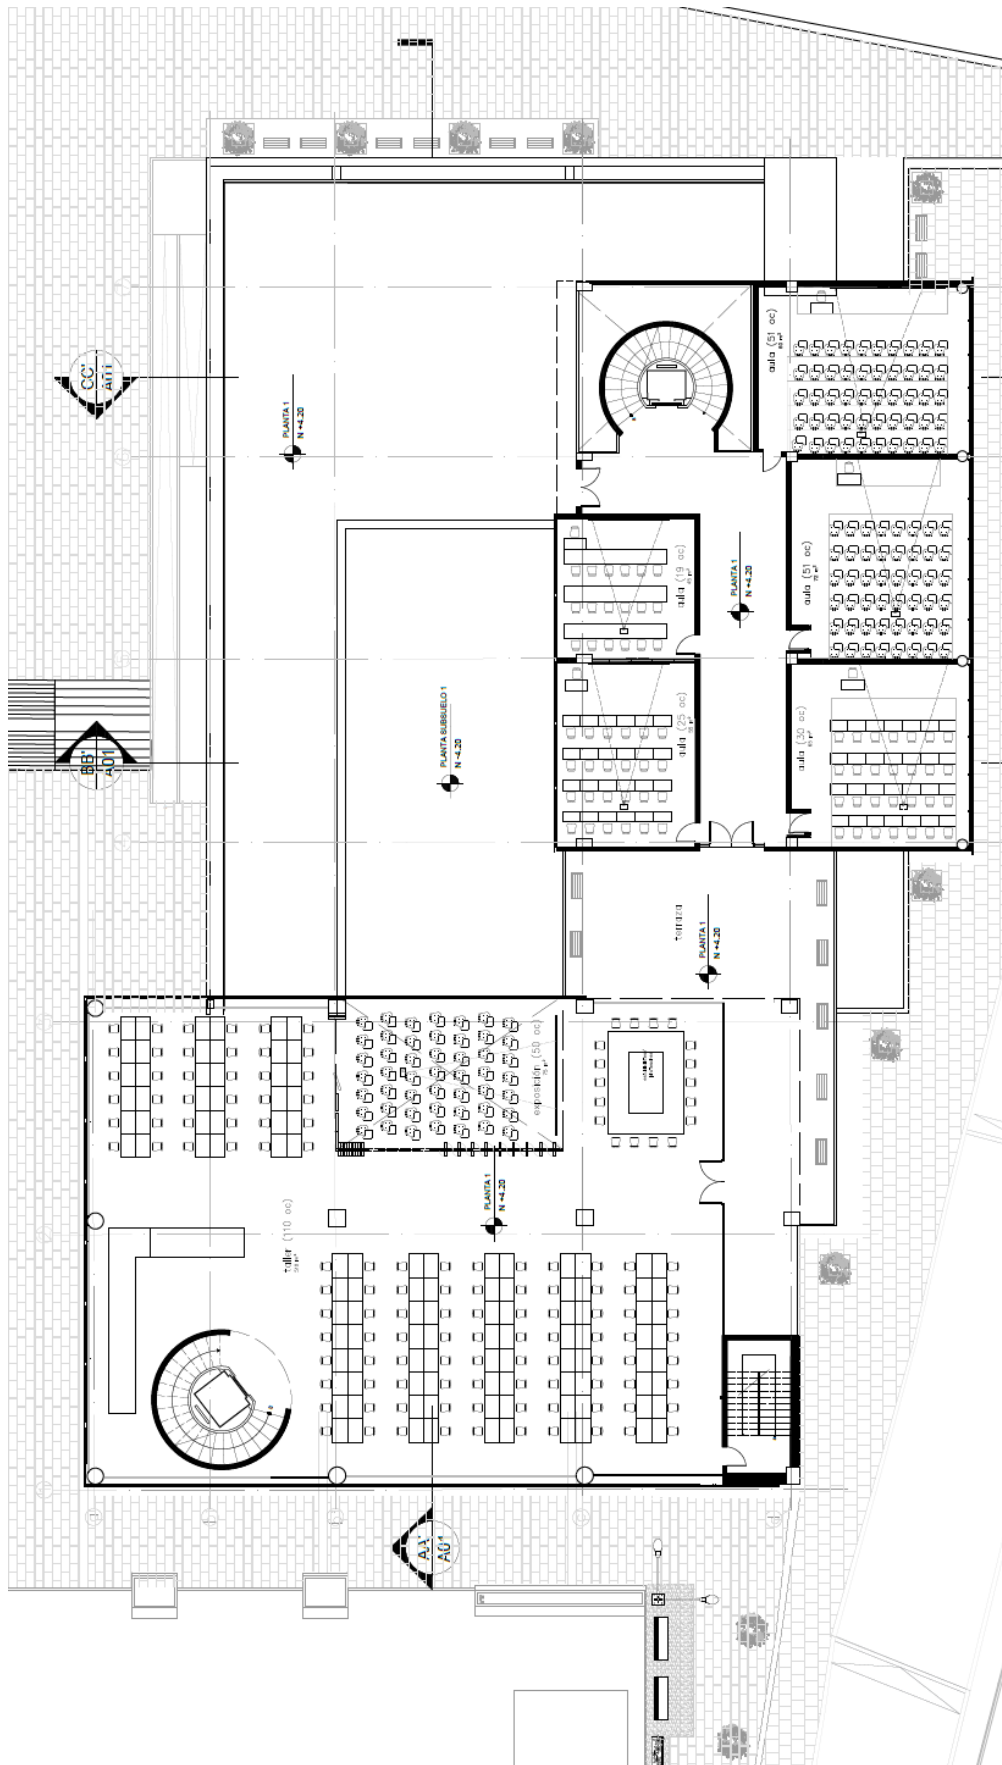 CC'
A01
PLANTA 1
N +4.20
aula (51 oc)
aula (19 oc)
PLANTA 1
N +4.20
aula (51 oc)
PLANTA SUBSUELO 1
N -4.20
BB'
A01
aula (25 oc)
aula (30 oc)
terraza
PLANTA 1
N +4.20
exposición (50 oc)
PLANTA 1
N +4.20
taller (110 oc)
AA'
A01